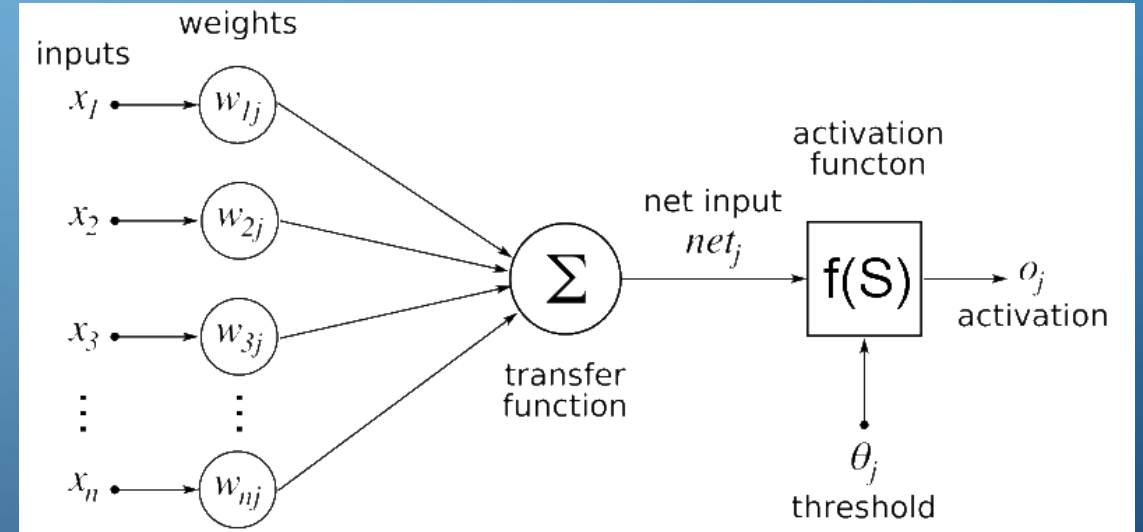 weights
inputs
x1
w1j
x2
w2j
x3
w3j
⋮
⋮
xn
wnj
Σ
transfer
function
net input
netj
activation
functon
f(S)
oj
activation
θj
threshold